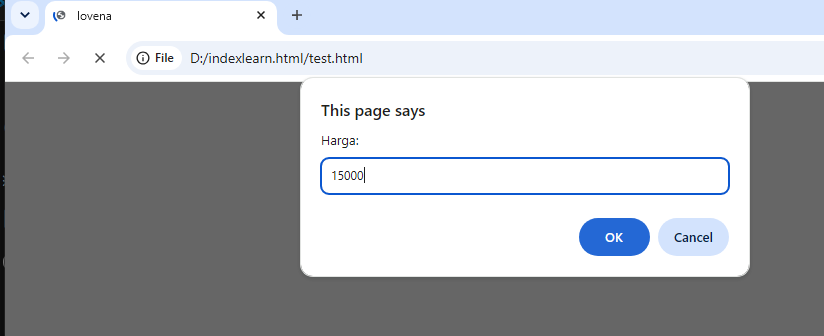 lovena
File D:/indexlearn.html/test.html
This page says
Harga:
15000
OK Cancel